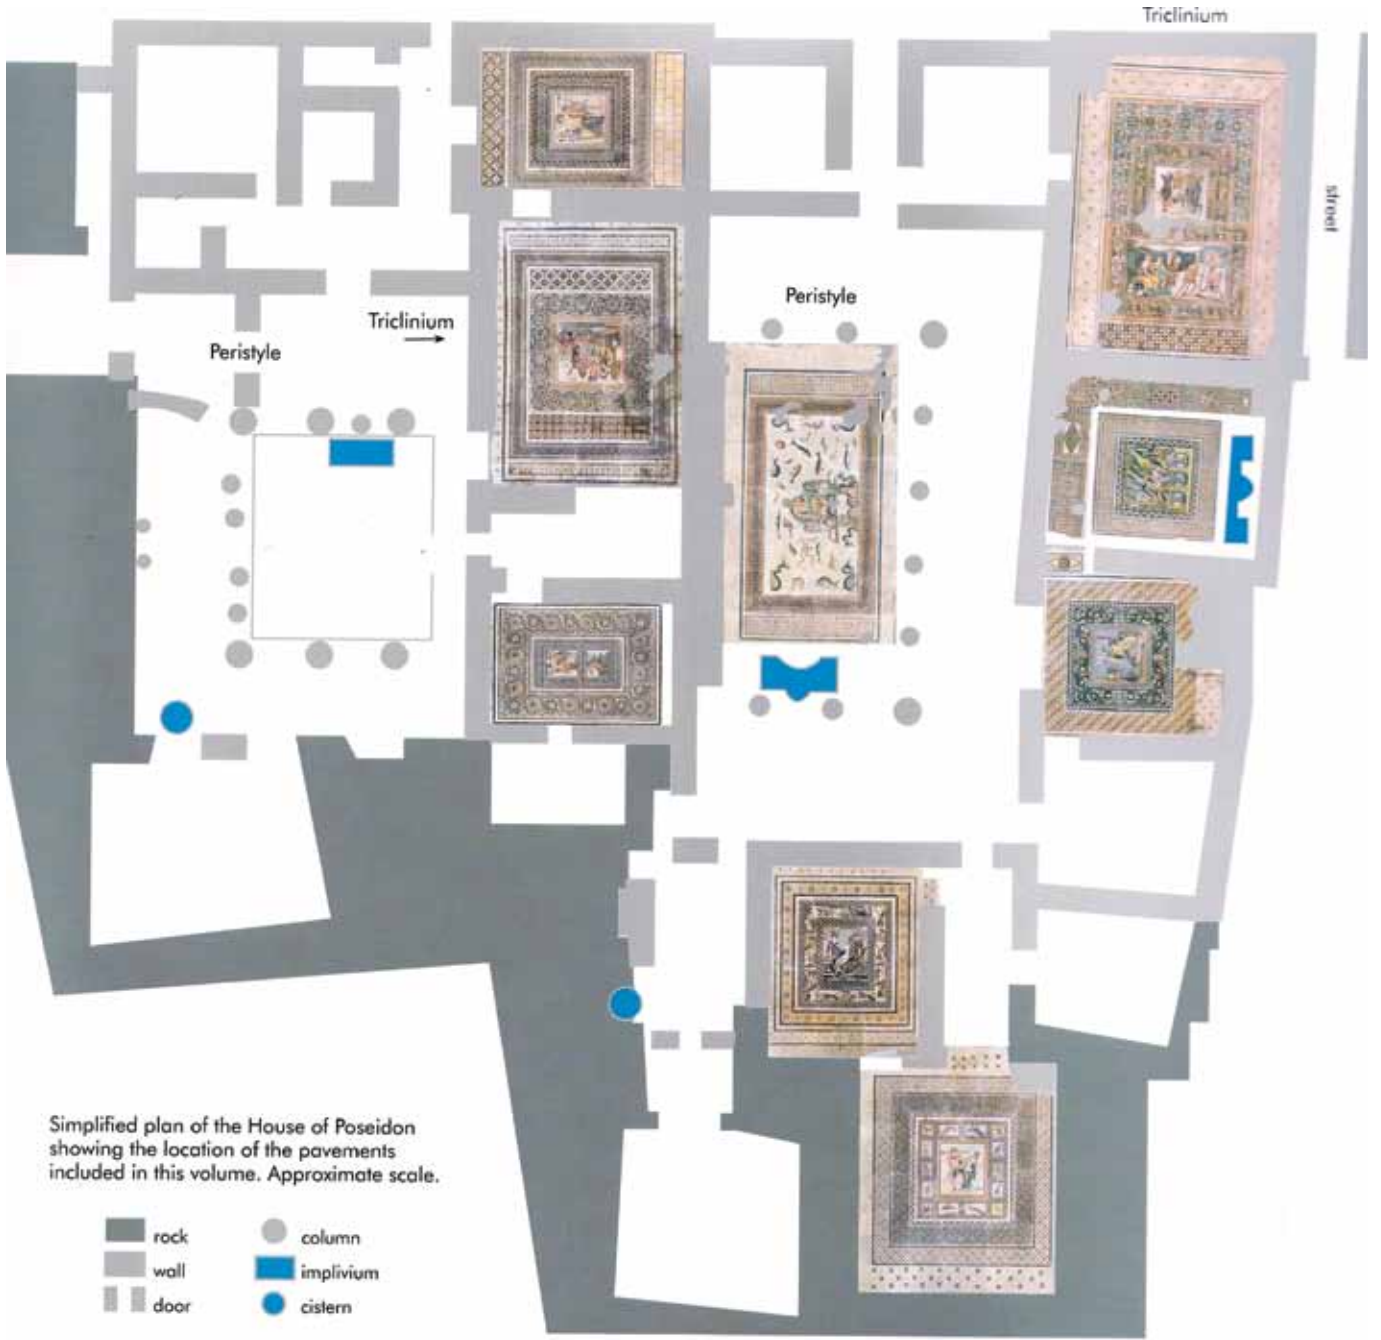 Triclinium
street
Peristyle
Triclinium
Peristyle
Simplified plan of the House of Poseidon
showing the location of the pavements
included in this volume. Approximate scale.
rock
column
wall
implivium
door
cistern